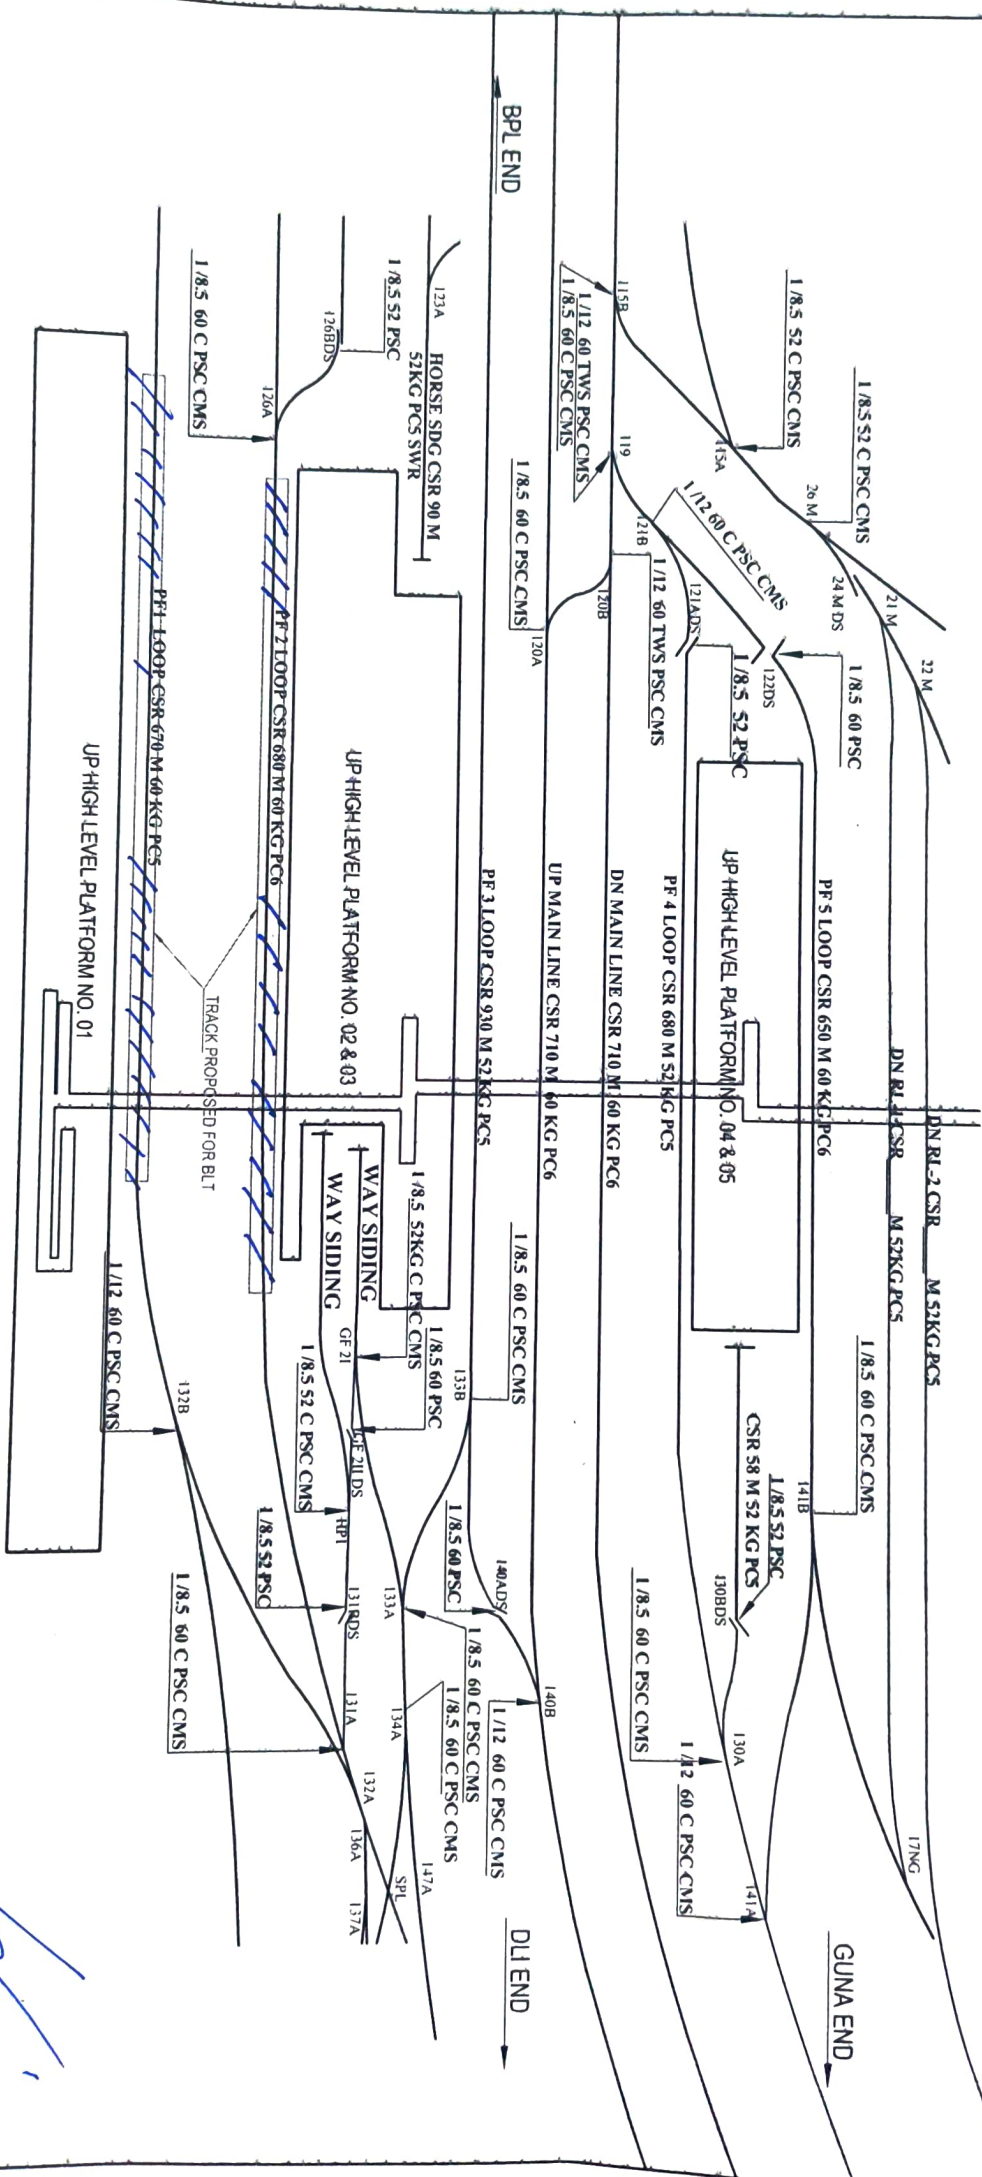 BPL END
1/8.5 60 C PSC CMS
126A
126BDS
1/8.5 52 PSC
123A
HORSE SDG CSR 90 M
52KG PC5 SWR
115B
1/12 60 TWS PSC CMS
1/8.5 60 C PSC CMS
119
1/8.5 52 C PSC CMS
115A
1/8.5 52 C PSC CMS
26 M
24 M DS
21 M
22 M
1/12 60 C PSC CMS
121B
121ADS
122DS
1/8.5 60 PSC
1/8.5 52 PSC
1/12 60 TWS PSC CMS
120B
1/8.5 60 C PSC CMS
120A
DN RL-2 CSR M 52KG PC5
DN RL-1 CSR M 52KG PC5
PF 5 LOOP CSR 650 M 60 KG PC6
UP HIGH LEVEL PLATFORM NO. 04 & 05
PF 4 LOOP CSR 680 M 52 KG PC5
DN MAIN LINE CSR 710 M 60 KG PC6
UP MAIN LINE CSR 710 M 60 KG PC6
PF 3 LOOP CSR 930 M 52 KG PC5
UP HIGH LEVEL PLATFORM NO. 02 & 03
PF 2 LOOP CSR 680 M 60 KG PC6
TRACK PROPOSED FOR BLT
PF 1 LOOP CSR 670 M 60 KG PC5
UP HIGH LEVEL PLATFORM NO. 01
WAY SIDING
WAY SIDING
1/8.5 52KG C PSC CMS
GF 21
1/8.5 60 PSC
GF 21 DS
1/8.5 52 C PSC CMS
1/12 60 C PSC CMS
132B
1/8.5 60 C PSC CMS
133B
1/8.5 52 PSC
131BDS
133A
1/8.5 60 PSC
140ADS
1/8.5 60 C PSC CMS
1/8.5 60 C PSC CMS
1/8.5 60 C PSC CMS
131A
134A
132A
136A
137A
SPL
147A
1/12 60 C PSC CMS
140B
1/8.5 60 C PSC CMS
141B
CSR 58 M 52 KG PC5
1/8.5 52 PSC
130BDS
1/8.5 60 C PSC CMS
130A
1/12 60 C PSC CMS
141A
17NG
DLI END
GUNA END